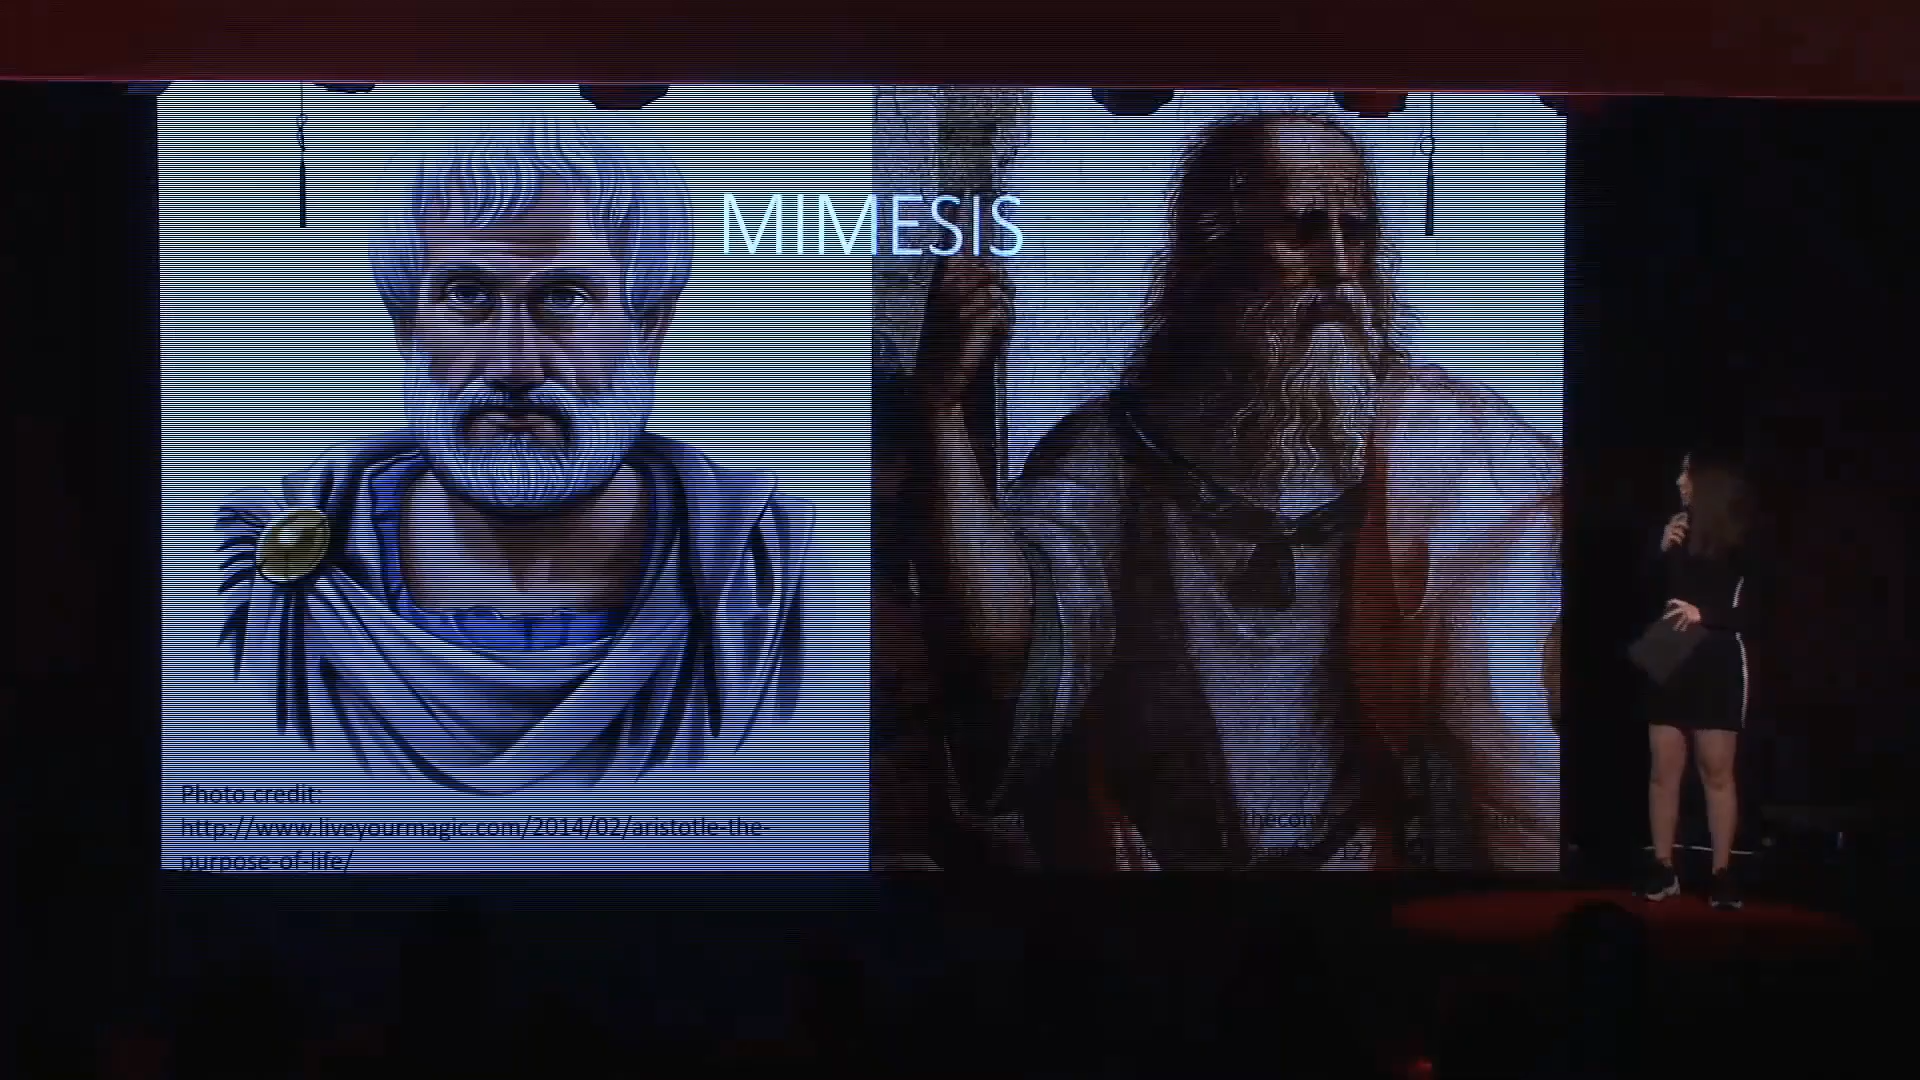 MIMESIS
Photo credit:
http://www.liveyourmagic.com/2014/02/aristotle-the-
purpose-of-life/